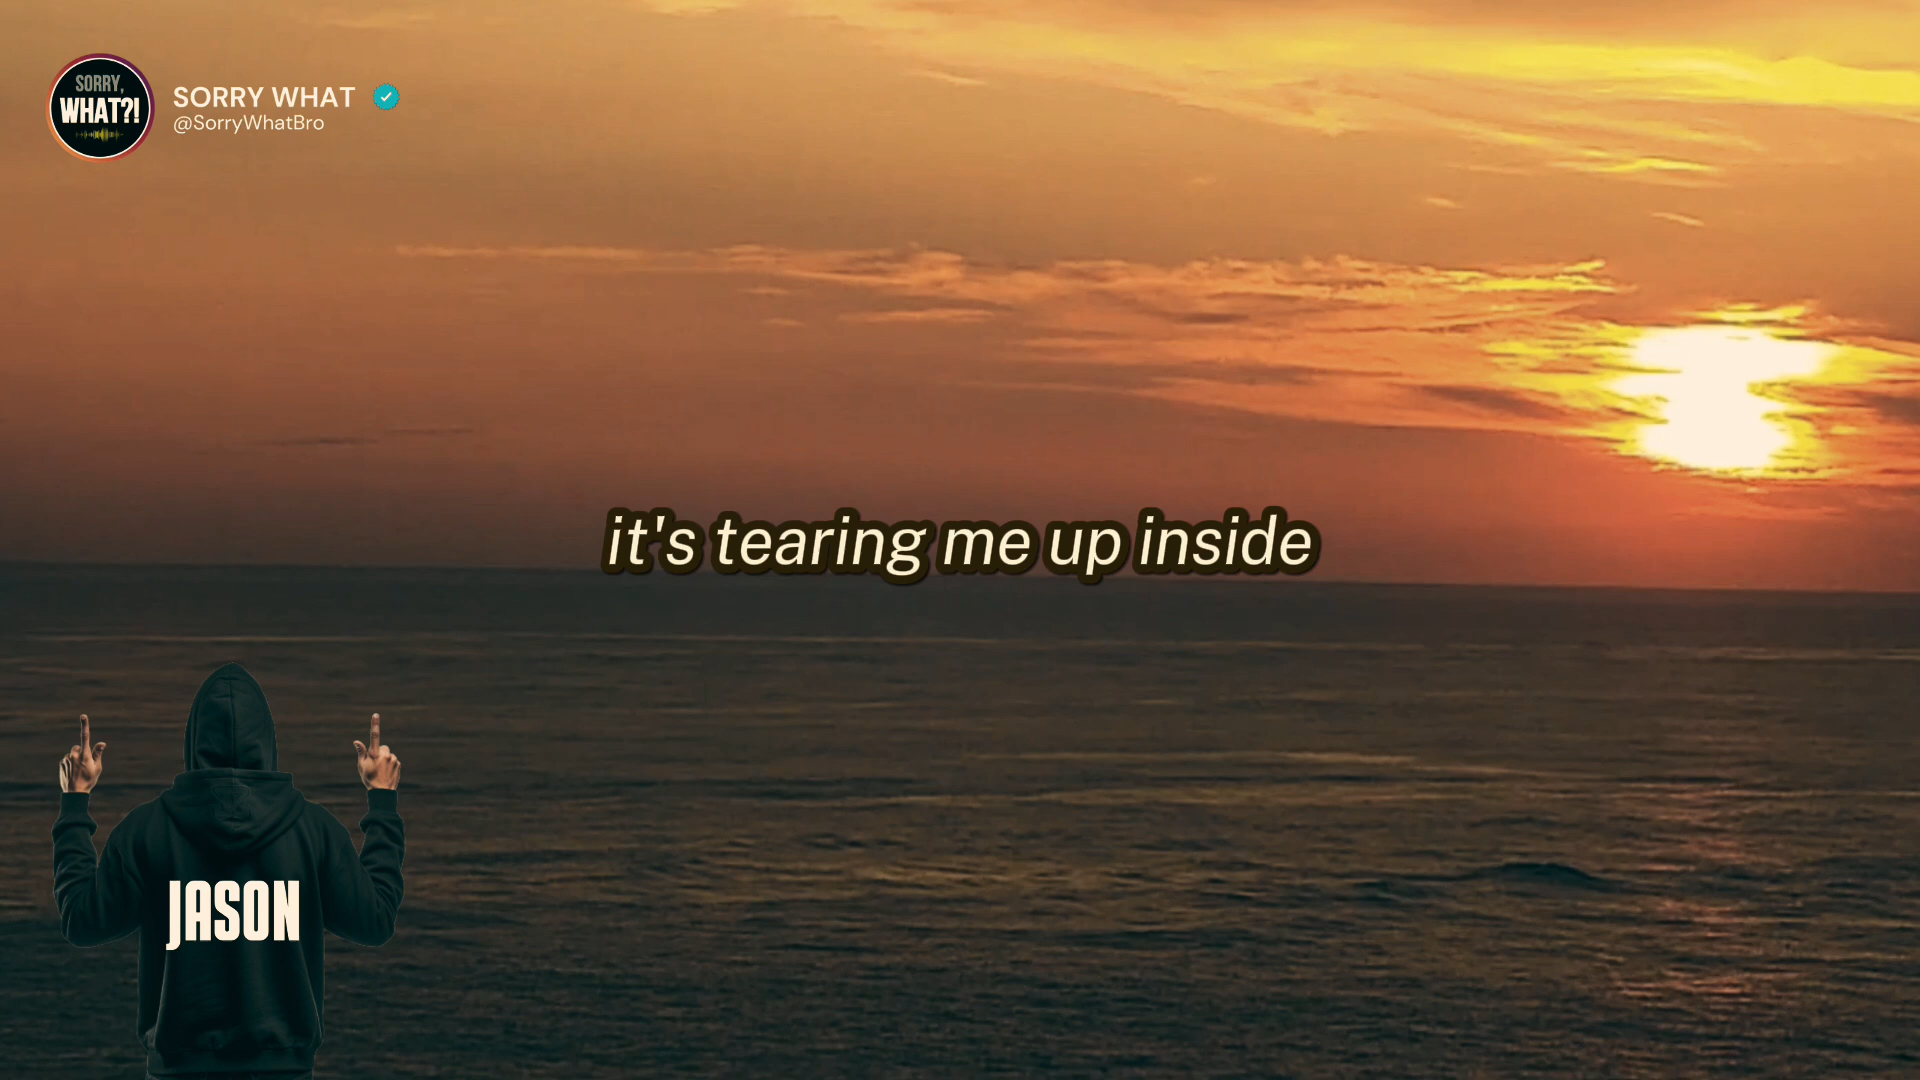 SORRY,
WHAT?!
SORRY WHAT
@SorryWhatBro
it's tearing me up inside
JASON